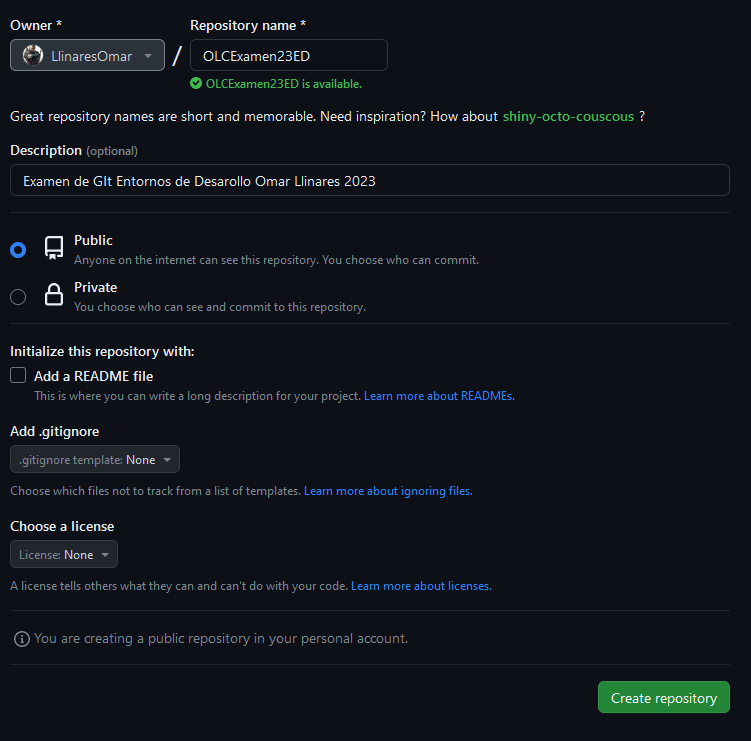 Owner * Repository name *
LlinaresOmar / OLCExamen23ED
OLCExamen23ED is available.
Great repository names are short and memorable. Need inspiration? How about shiny-octo-couscous ?
Description (optional)
Examen de GIt Entornos de Desarollo Omar Llinares 2023
Public
Anyone on the internet can see this repository. You choose who can commit.
Private
You choose who can see and commit to this repository.
Initialize this repository with:
Add a README file
This is where you can write a long description for your project. Learn more about READMEs.
Add .gitignore
.gitignore template: None
Choose which files not to track from a list of templates. Learn more about ignoring files.
Choose a license
License: None
A license tells others what they can and can't do with your code. Learn more about licenses.
You are creating a public repository in your personal account.
Create repository